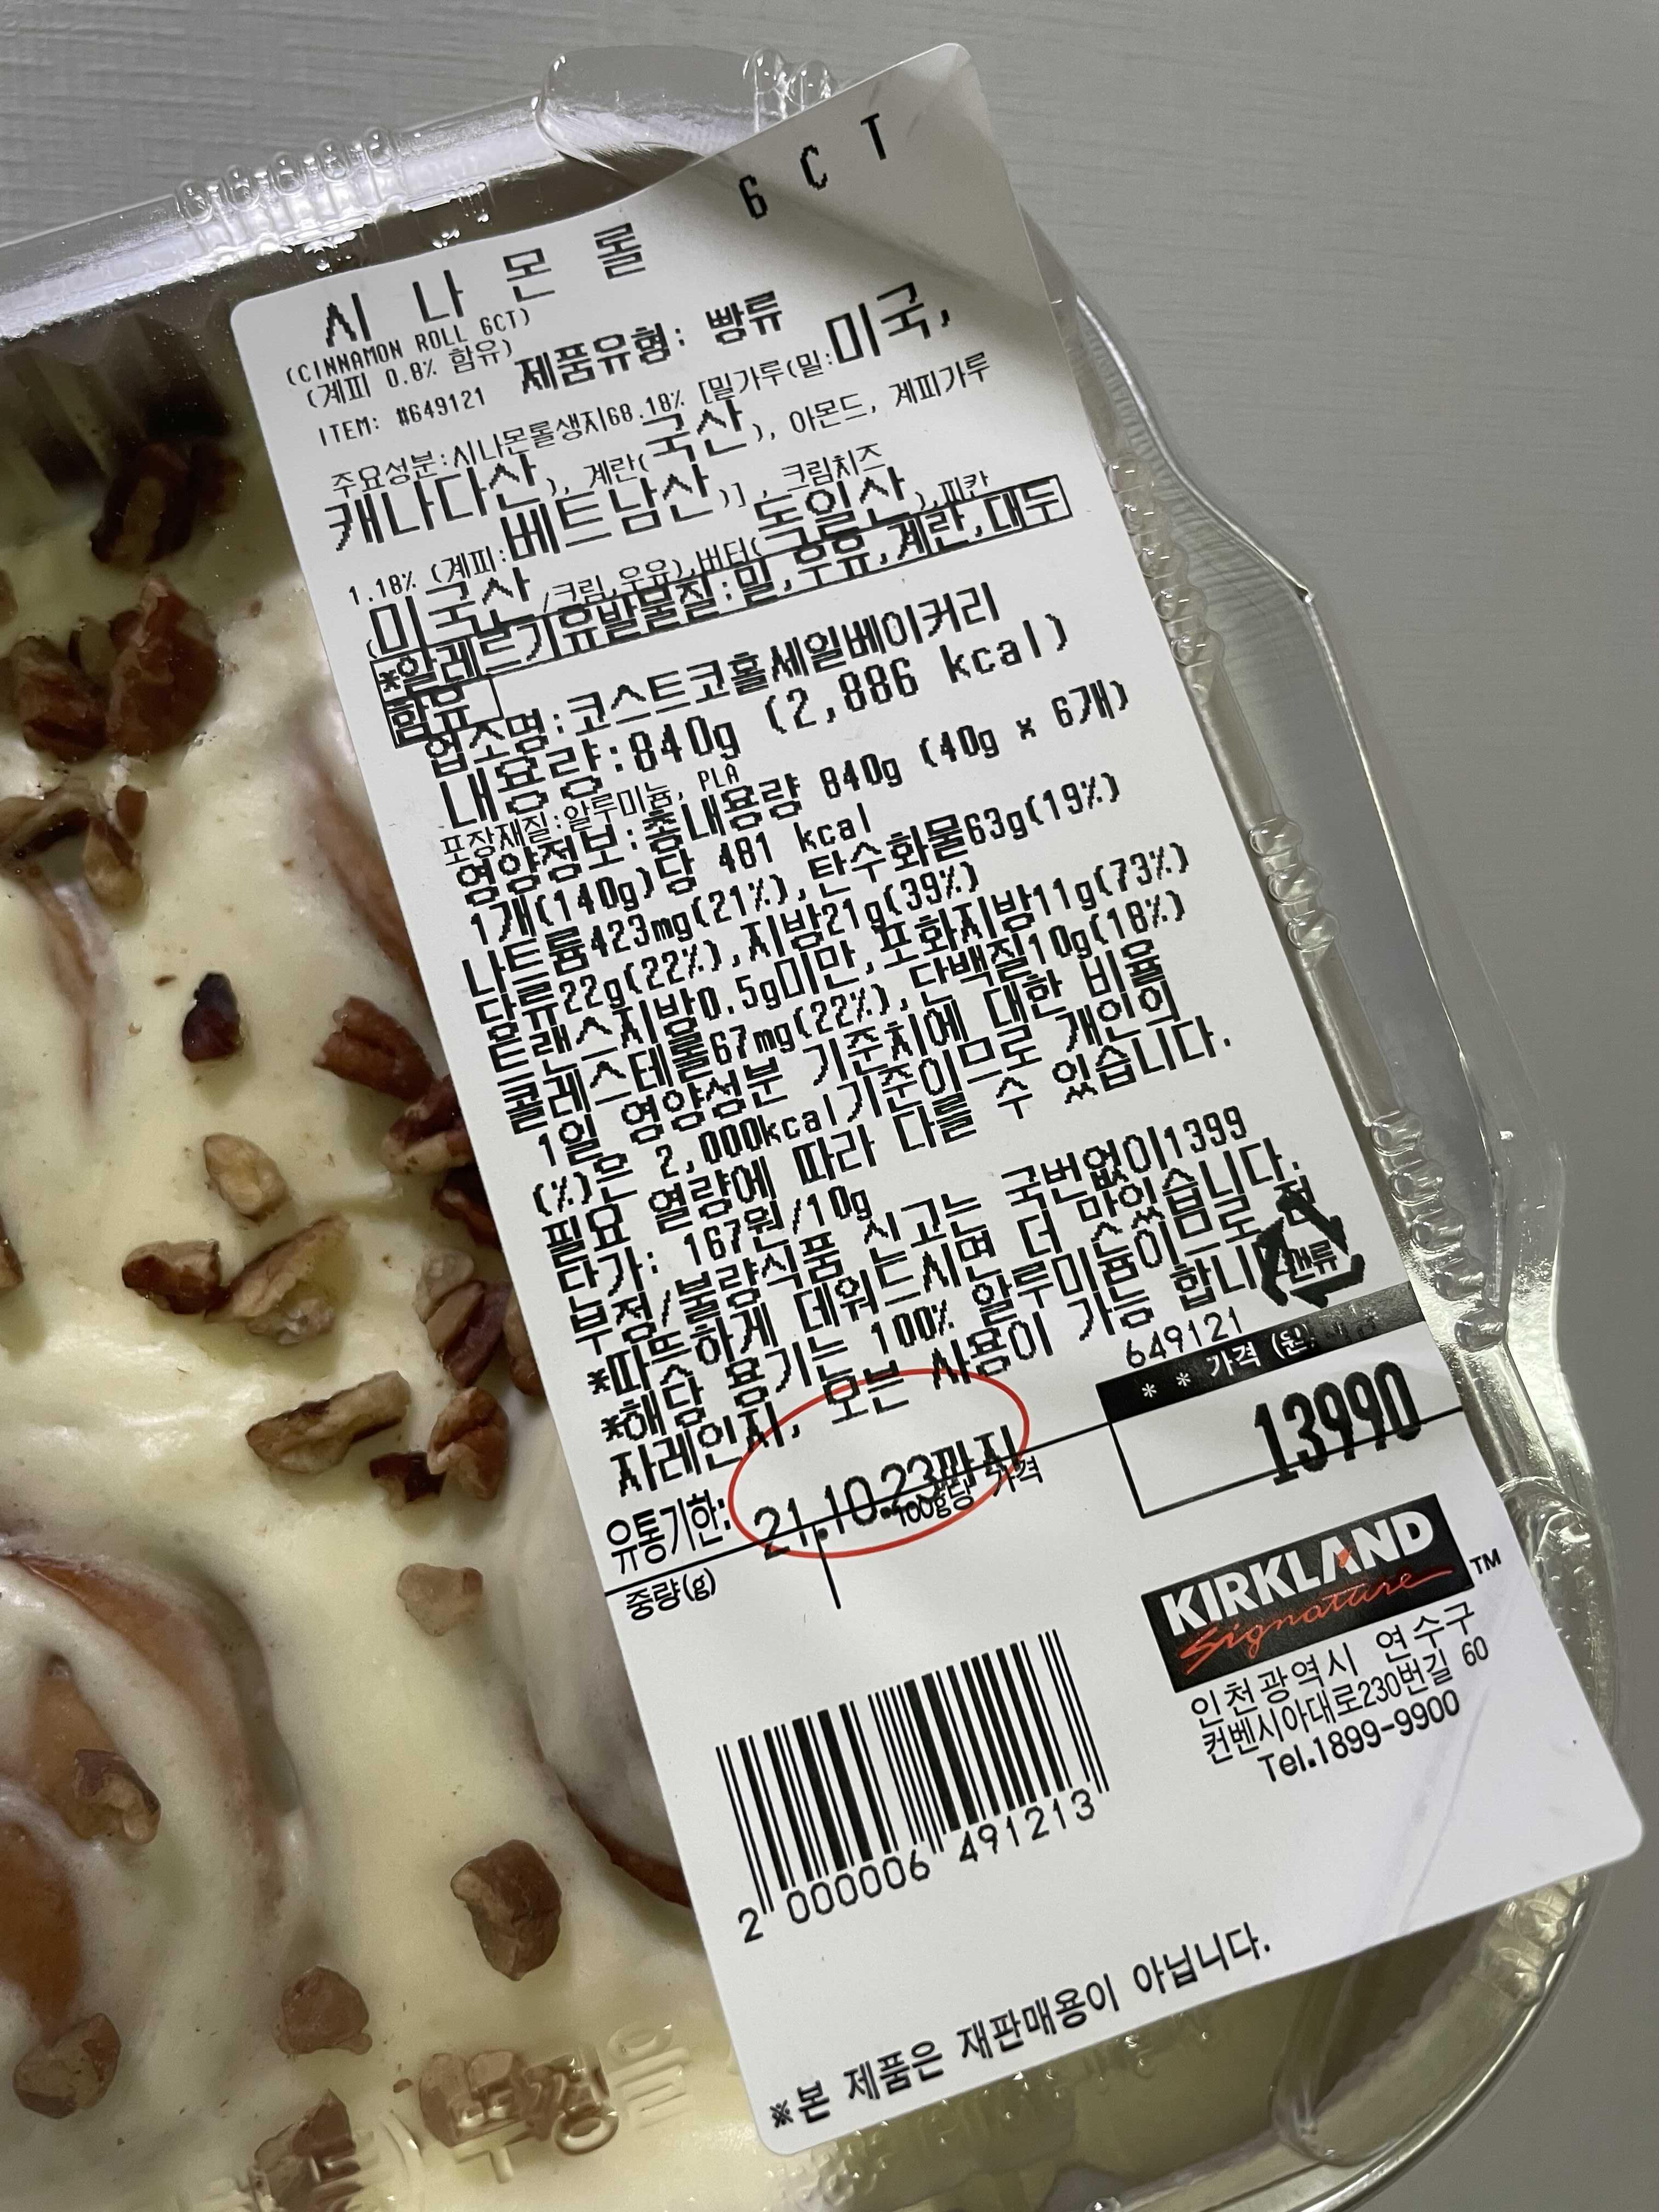 시나몬롤 6CT
(CINNAMON ROLL 6CT)
(계피 0.8% 함유)
ITEM: #649121 제품유형: 빵류
주요성분:시나몬롤생지68.18% [밀가루(밀:미국,
캐나다산), 계란(국산), 아몬드, 계피가루
1.18% (계피:베트남산)], 크림치즈
(미국산/크림,우유),버터(독일산),피칸
*알레르기유발물질:밀,우유,계란,대두
함유
업소명:코스트코홀세일베이커리
내용량:840g (2,886 kcal)
포장재질:알루미늄, PLA
영양정보:총내용량 840g (40g x 6개)
1개(140g)당 481 kcal
나트륨423mg(21%),탄수화물63g(19%)
당류22g(22%),지방21g(39%)
트랜스지방0.5g미만,포화지방11g(73%)
콜레스테롤67mg(22%),단백질10g(18%)
1일 영양성분 기준치에 대한 비율
(%)은 2,000kcal기준이므로 개인의
필요 열량에 따라 다를 수 있습니다.
단가: 167원/10g
부정/불량식품 신고는 국번없이1399
*따뜻하게 데워드시면 더 맛있습니다.
*해당 용기는 100% 알루미늄이므로 전
자레인지, 오븐 사용이 가능 합니
649121
* * 가격 (원)
13990
유통기한: 21.10.23까지
중량(g)
100g당 가격
KIRKLAND
Signature ™
인천광역시 연수구
컨벤시아대로230번길 60
Tel.1899-9900
2 000006 491213
※본 제품은 재판매용이 아닙니다.
뚜껑을